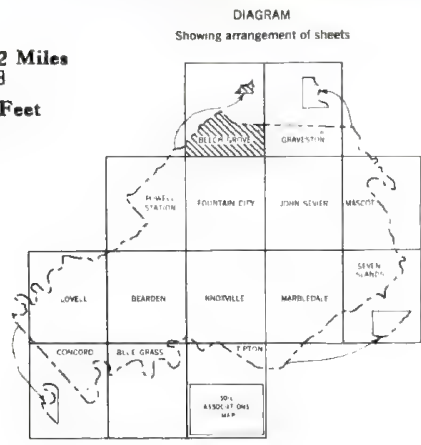 DIAGRAM
Showing arrangement of sheets
2 Miles
Feet
BEECH GROVE
GRAVESTON
POWELL
STATION
FOUNTAIN CITY
JOHN SEVIER
MASCOT
SEVEN
ISLANDS
LOVELL
BEARDEN
KNOXVILLE
MARBLEDALE
CONCORD
BLUE GRASS
TIPTON
SOIL
ASSOCIATIONS
MAP